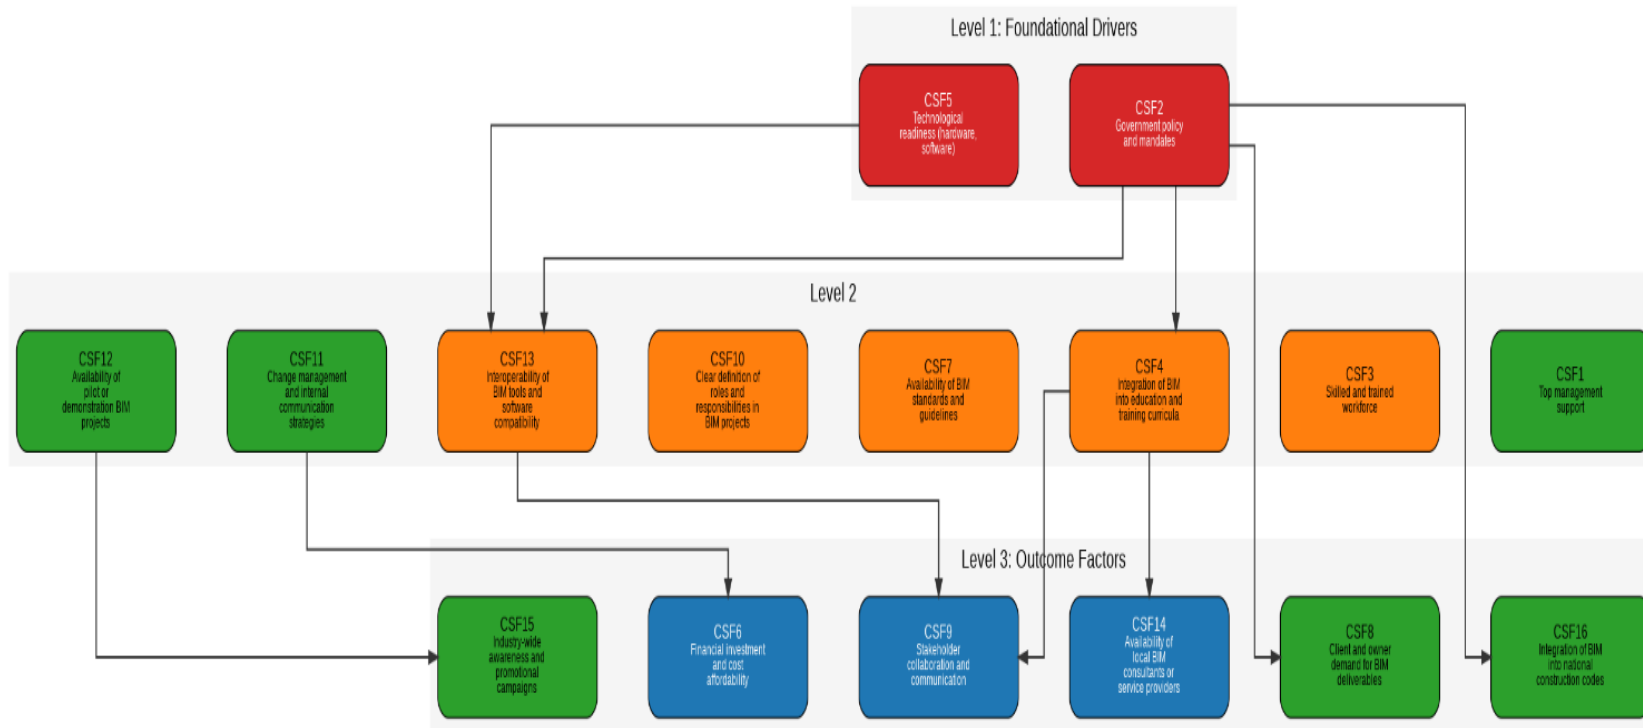 Level 1: Foundational Drivers
CSF5
Technological
readiness (hardware,
software)
CSF2
Government policy
and mandates
Level 2
CSF12
Availability of
pilot or
demonstration BIM
projects
CSF11
Change management
and internal
communication
strategies
CSF13
Interoperability of
BIM tools and
software
compatibility
CSF10
Clear definition of
roles and
responsibilities in
BIM projects
CSF7
Availability of BIM
standards and
guidelines
CSF4
Integration of BIM
into education and
training curricula
CSF3
Skilled and trained
workforce
CSF1
Top management
support
Level 3: Outcome Factors
CSF15
Industry-wide
awareness and
promotional
campaigns
CSF6
Financial investment
and cost
affordability
CSF9
Stakeholder
collaboration and
communication
CSF14
Availability of
local BIM
consultants or
service providers
CSF8
Client and owner
demand for BIM
deliverables
CSF16
Integration of BIM
into national
construction codes